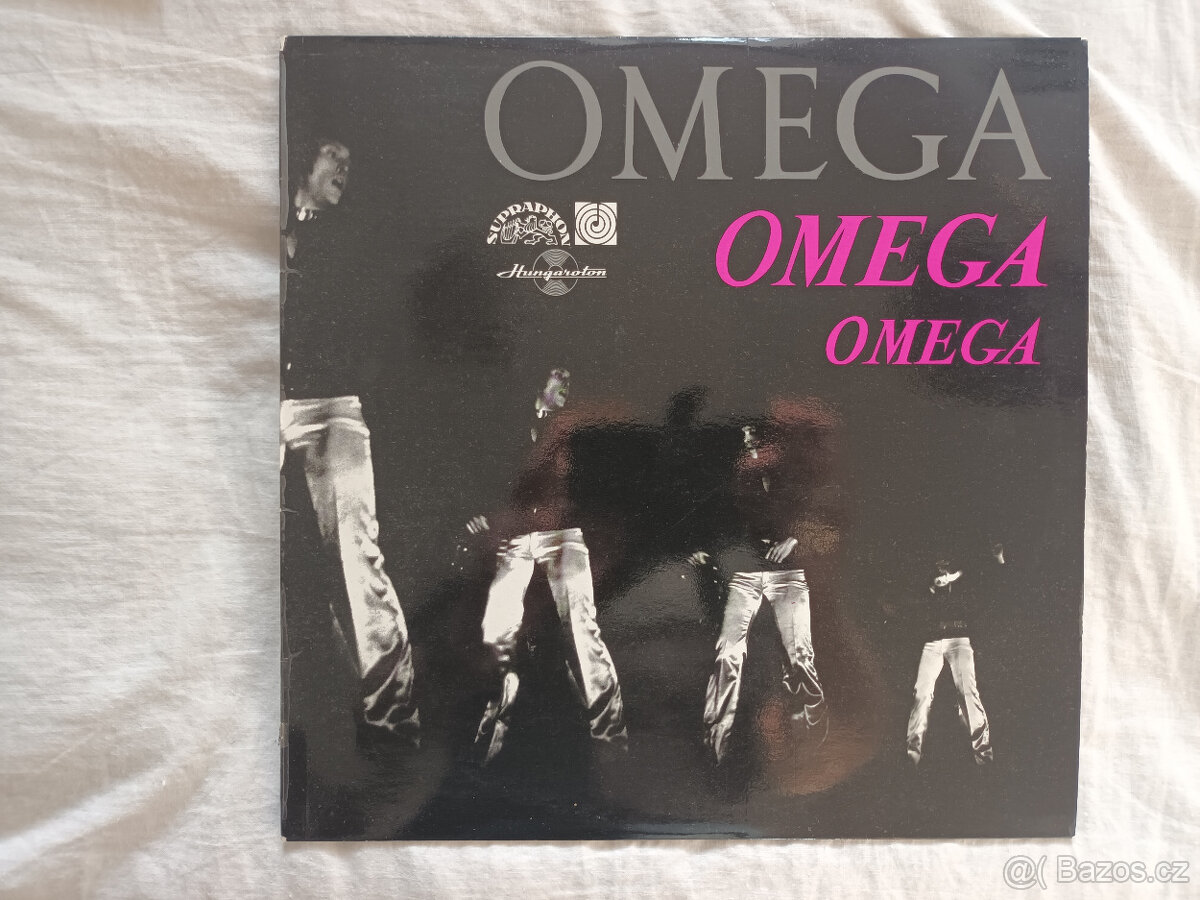 OMEGA
SUPRAPHON
Hungaroton
OMEGA
OMEGA
@( Bazos.cz